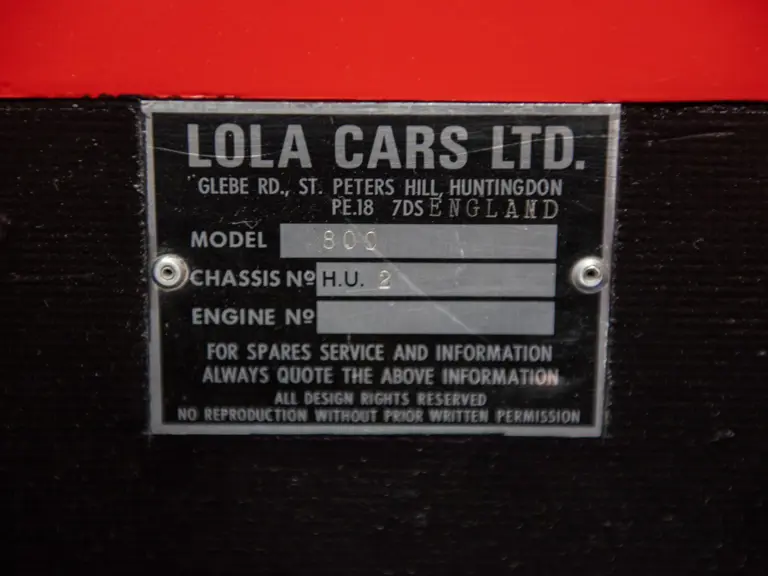 LOLA CARS LTD.
GLEBE RD., ST. PETERS HILL, HUNTINGDON
PE.18 7DS ENGLAND
MODEL 800
CHASSIS Nº H.U. 2
ENGINE Nº
FOR SPARES SERVICE AND INFORMATION
ALWAYS QUOTE THE ABOVE INFORMATION
ALL DESIGN RIGHTS RESERVED
NO REPRODUCTION WITHOUT PRIOR WRITTEN PERMISSION